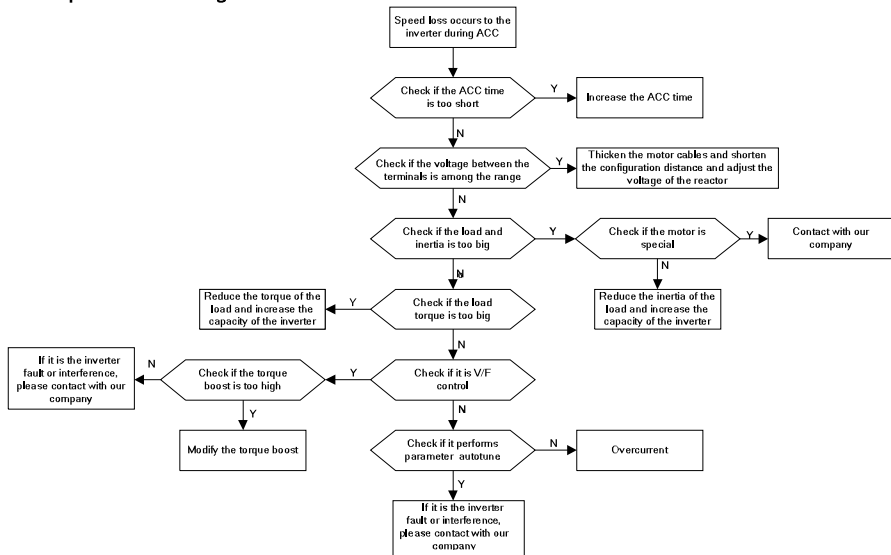 Speed loss occurs to the
inverter during ACC
Check if the ACC time
is too short
Y
Increase the ACC time
N
Check if the voltage between the
terminals is among the range
Y
Thicken the motor cables and shorten
the configuration distance and adjust the
voltage of the reactor
N
Check if the load and
inertia is too big
Y
Check if the motor is
special
Y
Contact with our
company
N
Reduce the inertia of the
load and increase the
capacity of the inverter
N
Check if the load
torque is too big
Y
Reduce the torque of the
load and increase the
capacity of the inverter
N
Check if it is V/F
control
Y
Check if the torque
boost is too high
N
If it is the inverter
fault or interference,
please contact with our
company
Y
Modify the torque boost
N
Check if it performs
parameter autotune
N
Overcurrent
Y
If it is the inverter
fault or interference,
please contact with our
company